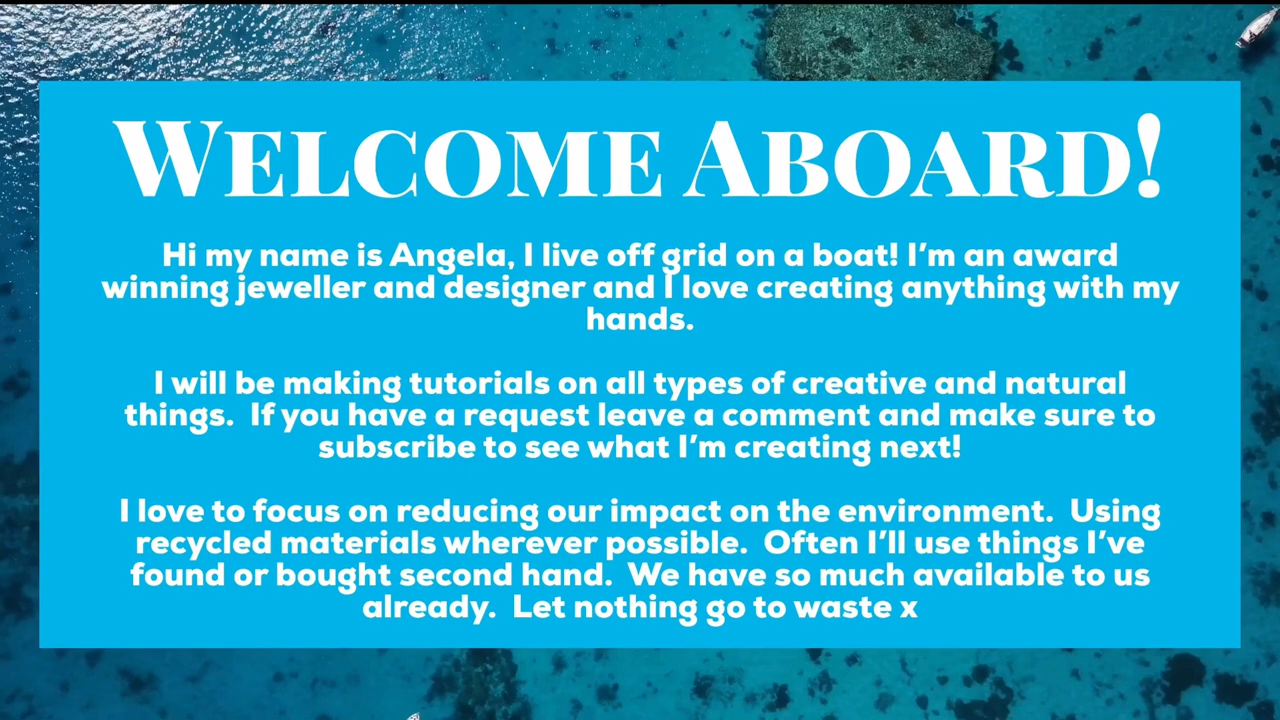 WELCOME ABOARD!
Hi my name is Angela, I live off grid on a boat! I’m an award
winning jeweller and designer and I love creating anything with my
hands.
I will be making tutorials on all types of creative and natural
things.  If you have a request leave a comment and make sure to
subscribe to see what I’m creating next!
I love to focus on reducing our impact on the environment.  Using
recycled materials wherever possible.  Often I’ll use things I’ve
found or bought second hand.  We have so much available to us
already.  Let nothing go to waste x